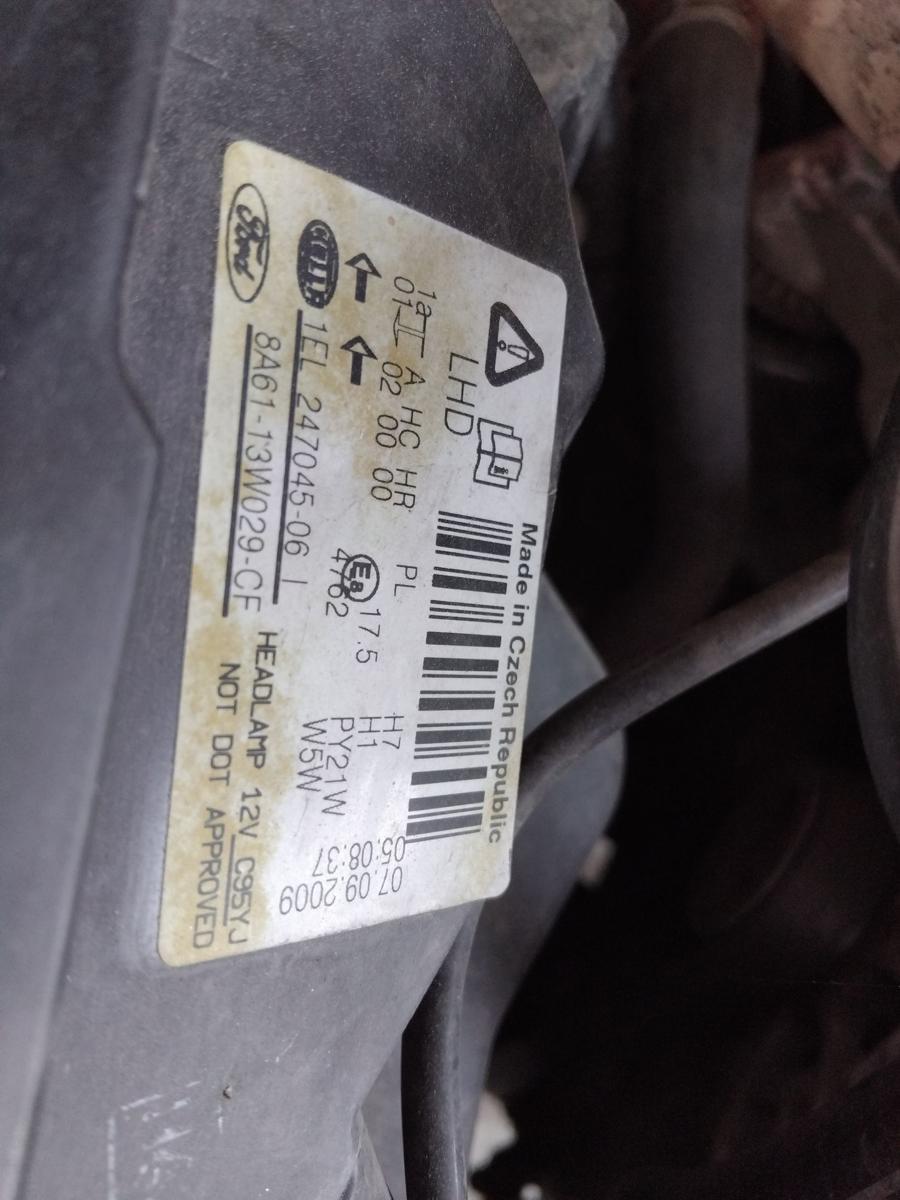 Ford
8A61-13W029-CF
HELLA
1EL 247045-06 I
HEADLAMP 12V C95YJ
NOT DOT APPROVED
1a A HC HR PL
01 02 00 00
E8 17.5
4762
H7
H1
PY21W
W5W
LHD
07.09.2009
05:08:37
Made in Czech Republic